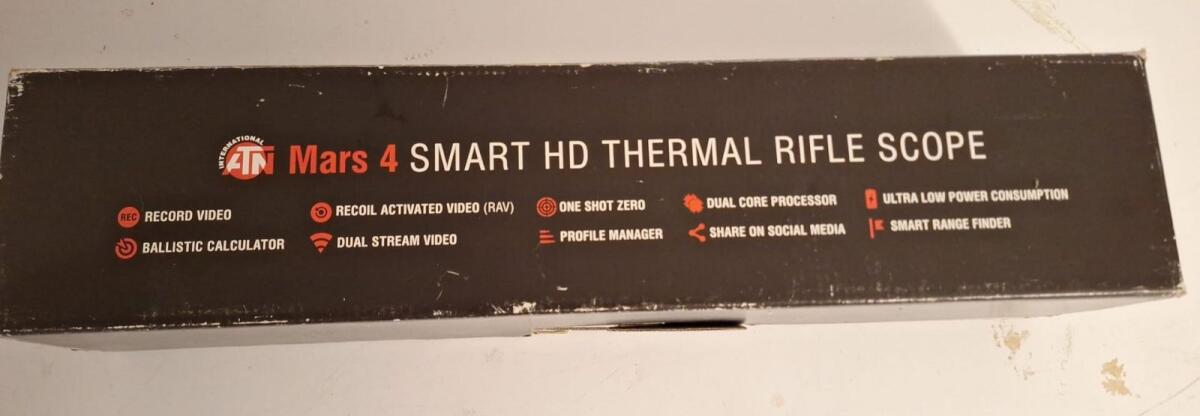 INTERNATIONAL
ATN Mars 4 SMART HD THERMAL RIFLE SCOPE
REC RECORD VIDEO RECOIL ACTIVATED VIDEO (RAV) ONE SHOT ZERO DUAL CORE PROCESSOR ULTRA LOW POWER CONSUMPTION
BALLISTIC CALCULATOR DUAL STREAM VIDEO PROFILE MANAGER SHARE ON SOCIAL MEDIA SMART RANGE FINDER